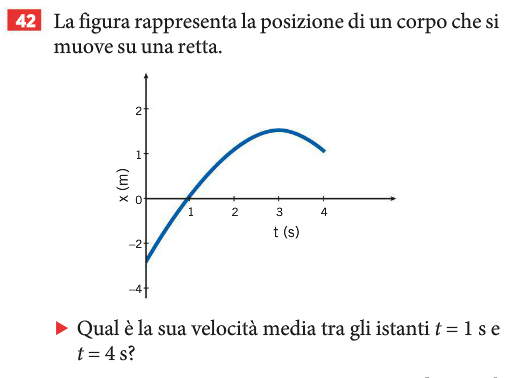 42 La figura rappresenta la posizione di un corpo che si
muove su una retta.
2
1
x (m)
0
1 2 3 4
t (s)
−2
−4
▶ Qual è la sua velocità media tra gli istanti t = 1 s e
t = 4 s?